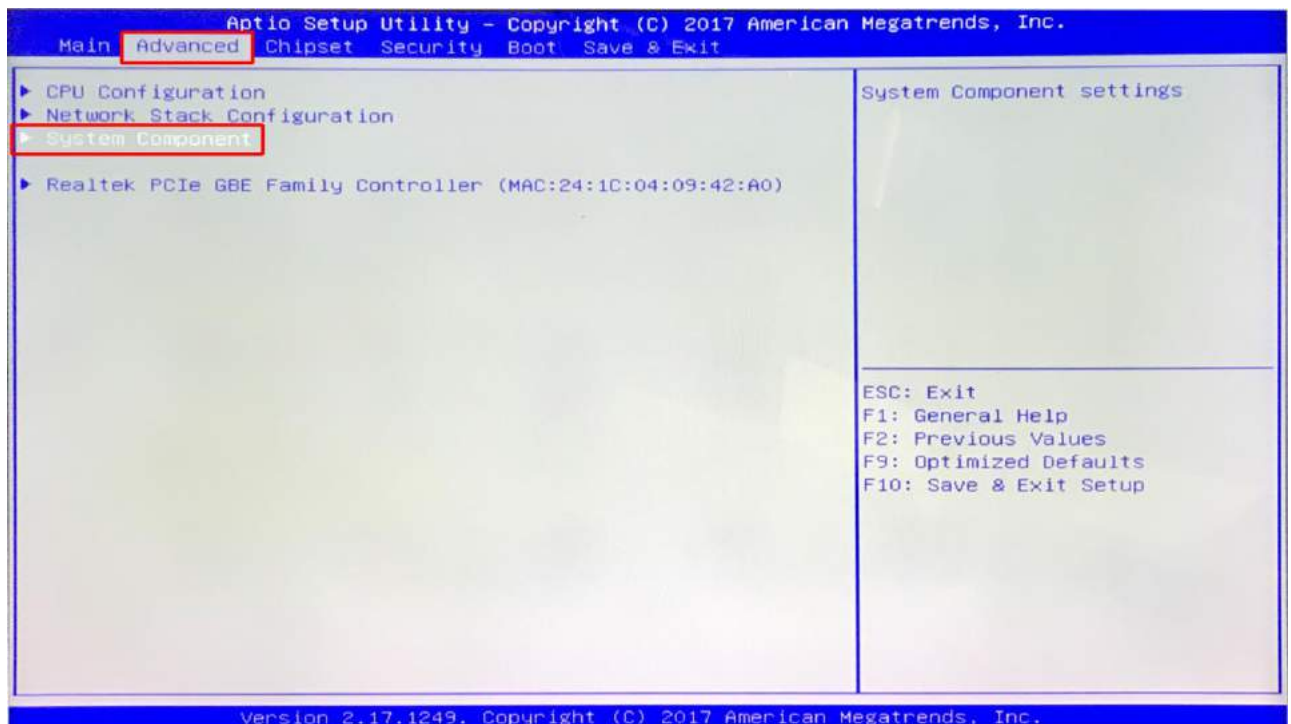 Aptio Setup Utility – Copyright (C) 2017 American Megatrends, Inc.
Main Advanced Chipset Security Boot Save & Exit
CPU Configuration
Network Stack Configuration
System Component
Realtek PCIe GBE Family Controller (MAC:24:1C:04:09:42:A0)
System Component settings
ESC: Exit
F1: General Help
F2: Previous Values
F9: Optimized Defaults
F10: Save & Exit Setup
Version 2.17.1249. Copyright (C) 2017 American Megatrends, Inc.